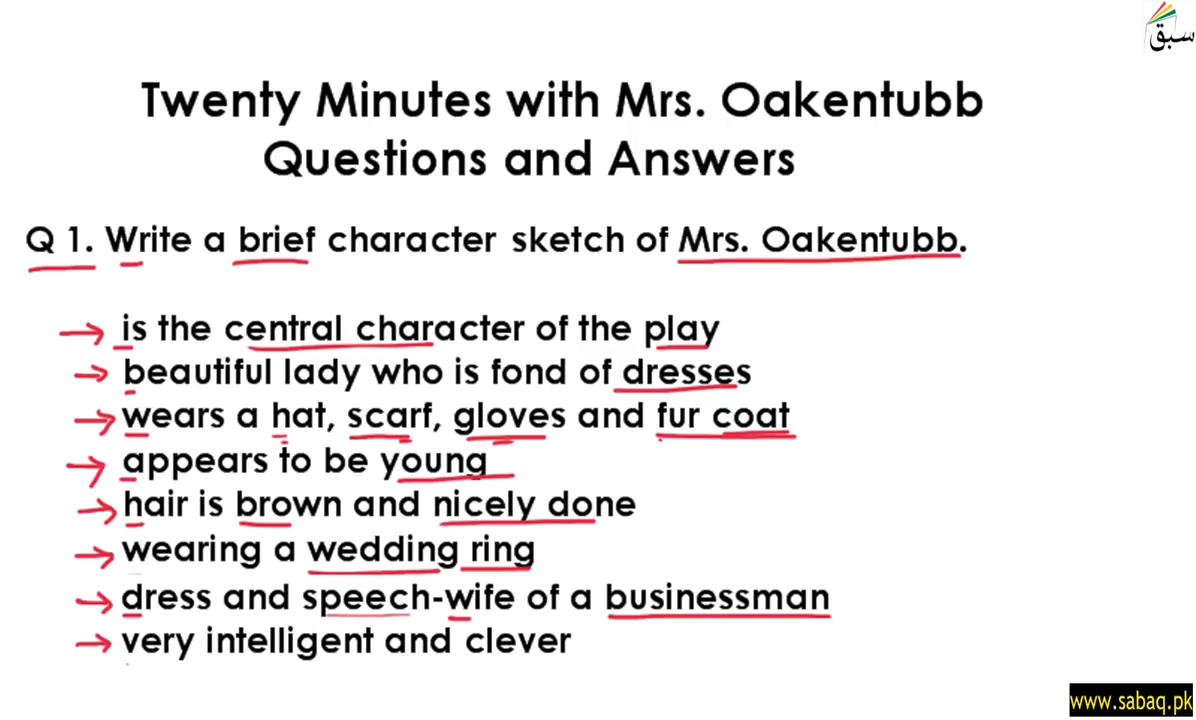 سبق
Twenty Minutes with Mrs. Oakentubb
Questions and Answers
Q 1. Write a brief character sketch of Mrs. Oakentubb.
→ is the central character of the play
→ beautiful lady who is fond of dresses
→ wears a hat, scarf, gloves and fur coat
→ appears to be young
→ hair is brown and nicely done
→ wearing a wedding ring
→ dress and speech-wife of a businessman
→ very intelligent and clever
www.sabaq.pk